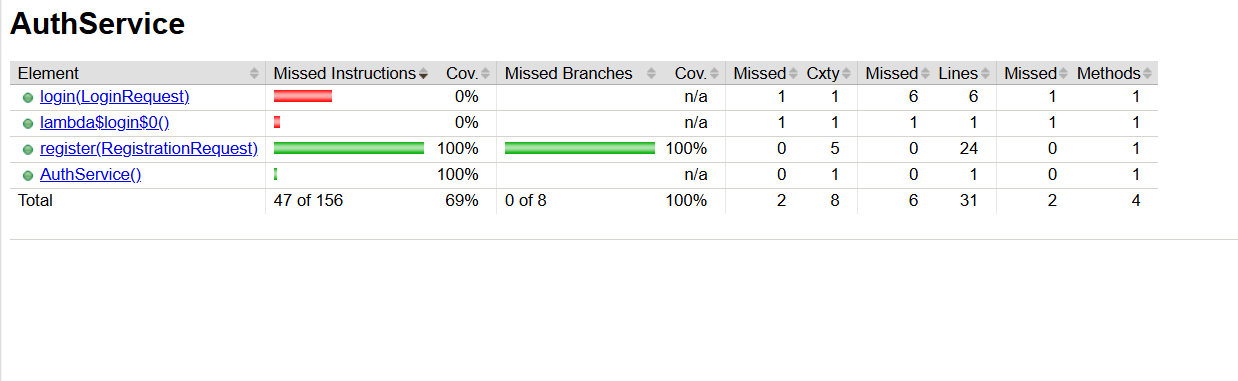 AuthService
Element Missed Instructions Cov. Missed Branches Cov. Missed Cxty Missed Lines Missed Methods
login(LoginRequest) 0% n/a 1 1 6 6 1 1
lambda$login$0() 0% n/a 1 1 1 1 1 1
register(RegistrationRequest) 100% 100% 0 5 0 24 0 1
AuthService() 100% n/a 0 1 0 1 0 1
Total 47 of 156 69% 0 of 8 100% 2 8 6 31 2 4